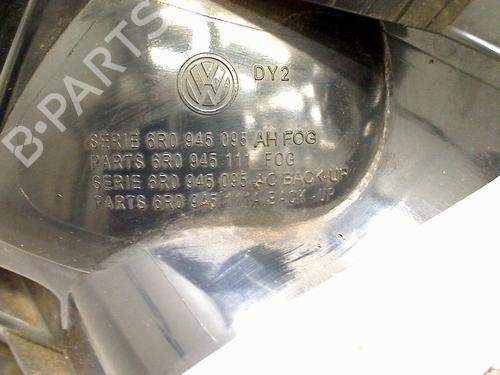 B-PARTS
VW
DY2
SERIE 6R0 945 095 AH FOG
PARTS 6R0 945 111 FOG
SERIE 6R0 945 095 AC BACK-UP
PARTS 6R0 945 111A BACK-UP